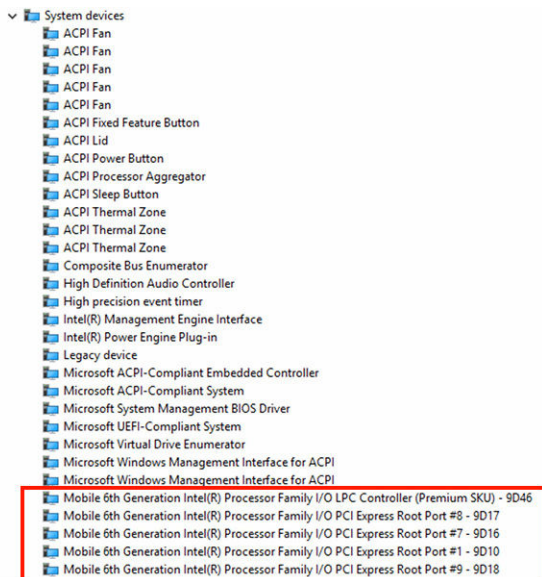 System devices
ACPI Fan
ACPI Fan
ACPI Fan
ACPI Fan
ACPI Fan
ACPI Fixed Feature Button
ACPI Lid
ACPI Power Button
ACPI Processor Aggregator
ACPI Sleep Button
ACPI Thermal Zone
ACPI Thermal Zone
ACPI Thermal Zone
Composite Bus Enumerator
High Definition Audio Controller
High precision event timer
Intel(R) Management Engine Interface
Intel(R) Power Engine Plug-in
Legacy device
Microsoft ACPI-Compliant Embedded Controller
Microsoft ACPI-Compliant System
Microsoft System Management BIOS Driver
Microsoft UEFI-Compliant System
Microsoft Virtual Drive Enumerator
Microsoft Windows Management Interface for ACPI
Microsoft Windows Management Interface for ACPI
Mobile 6th Generation Intel(R) Processor Family I/O LPC Controller (Premium SKU) - 9D46
Mobile 6th Generation Intel(R) Processor Family I/O PCI Express Root Port #8 - 9D17
Mobile 6th Generation Intel(R) Processor Family I/O PCI Express Root Port #7 - 9D16
Mobile 6th Generation Intel(R) Processor Family I/O PCI Express Root Port #1 - 9D10
Mobile 6th Generation Intel(R) Processor Family I/O PCI Express Root Port #9 - 9D18